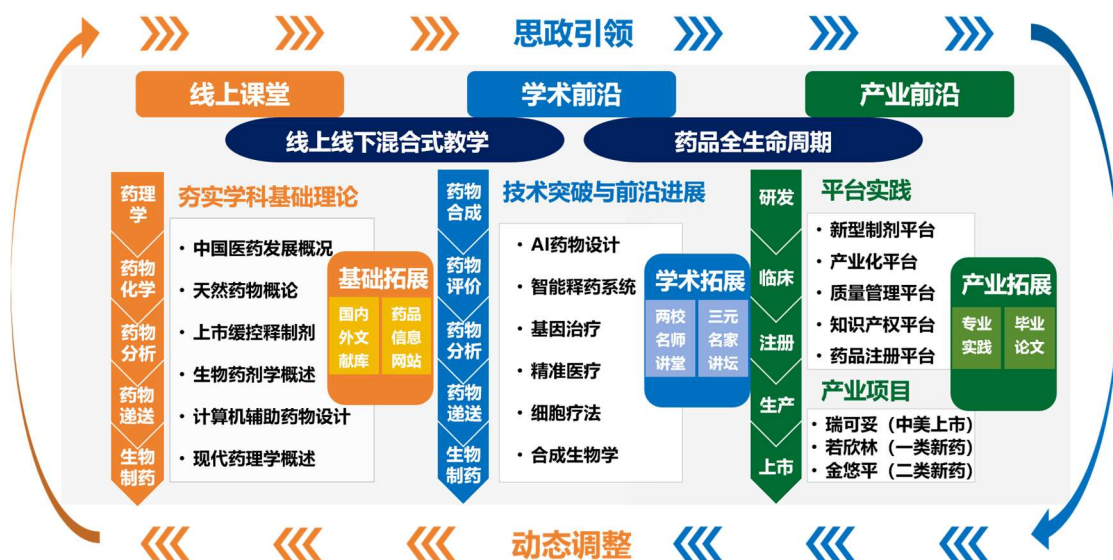 思政引领
线上课堂
学术前沿
产业前沿
线上线下混合式教学
药品全生命周期
药理
学
药物
化学
药物
分析
药物
递送
生物
制药
夯实学科基础理论
• 中国医药发展概况
• 天然药物概论
• 上市缓控释制剂
• 生物药剂学概述
• 计算机辅助药物设计
• 现代药理学概述
基础拓展
国内
外文
献库
药品
信息
网站
药物
合成
药物
评价
药物
分析
药物
递送
生物
制药
技术突破与前沿进展
• AI药物设计
• 智能释药系统
• 基因治疗
• 精准医疗
• 细胞疗法
• 合成生物学
学术拓展
两校
名师
讲堂
三元
名家
讲坛
研发
临床
注册
生产
上市
平台实践
• 新型制剂平台
• 产业化平台
• 质量管理平台
• 知识产权平台
• 药品注册平台
产业项目
• 瑞可妥（中美上市）
• 若欣林（一类新药）
• 金悠平（二类新药）
产业拓展
专业
实践
毕业
论文
动态调整